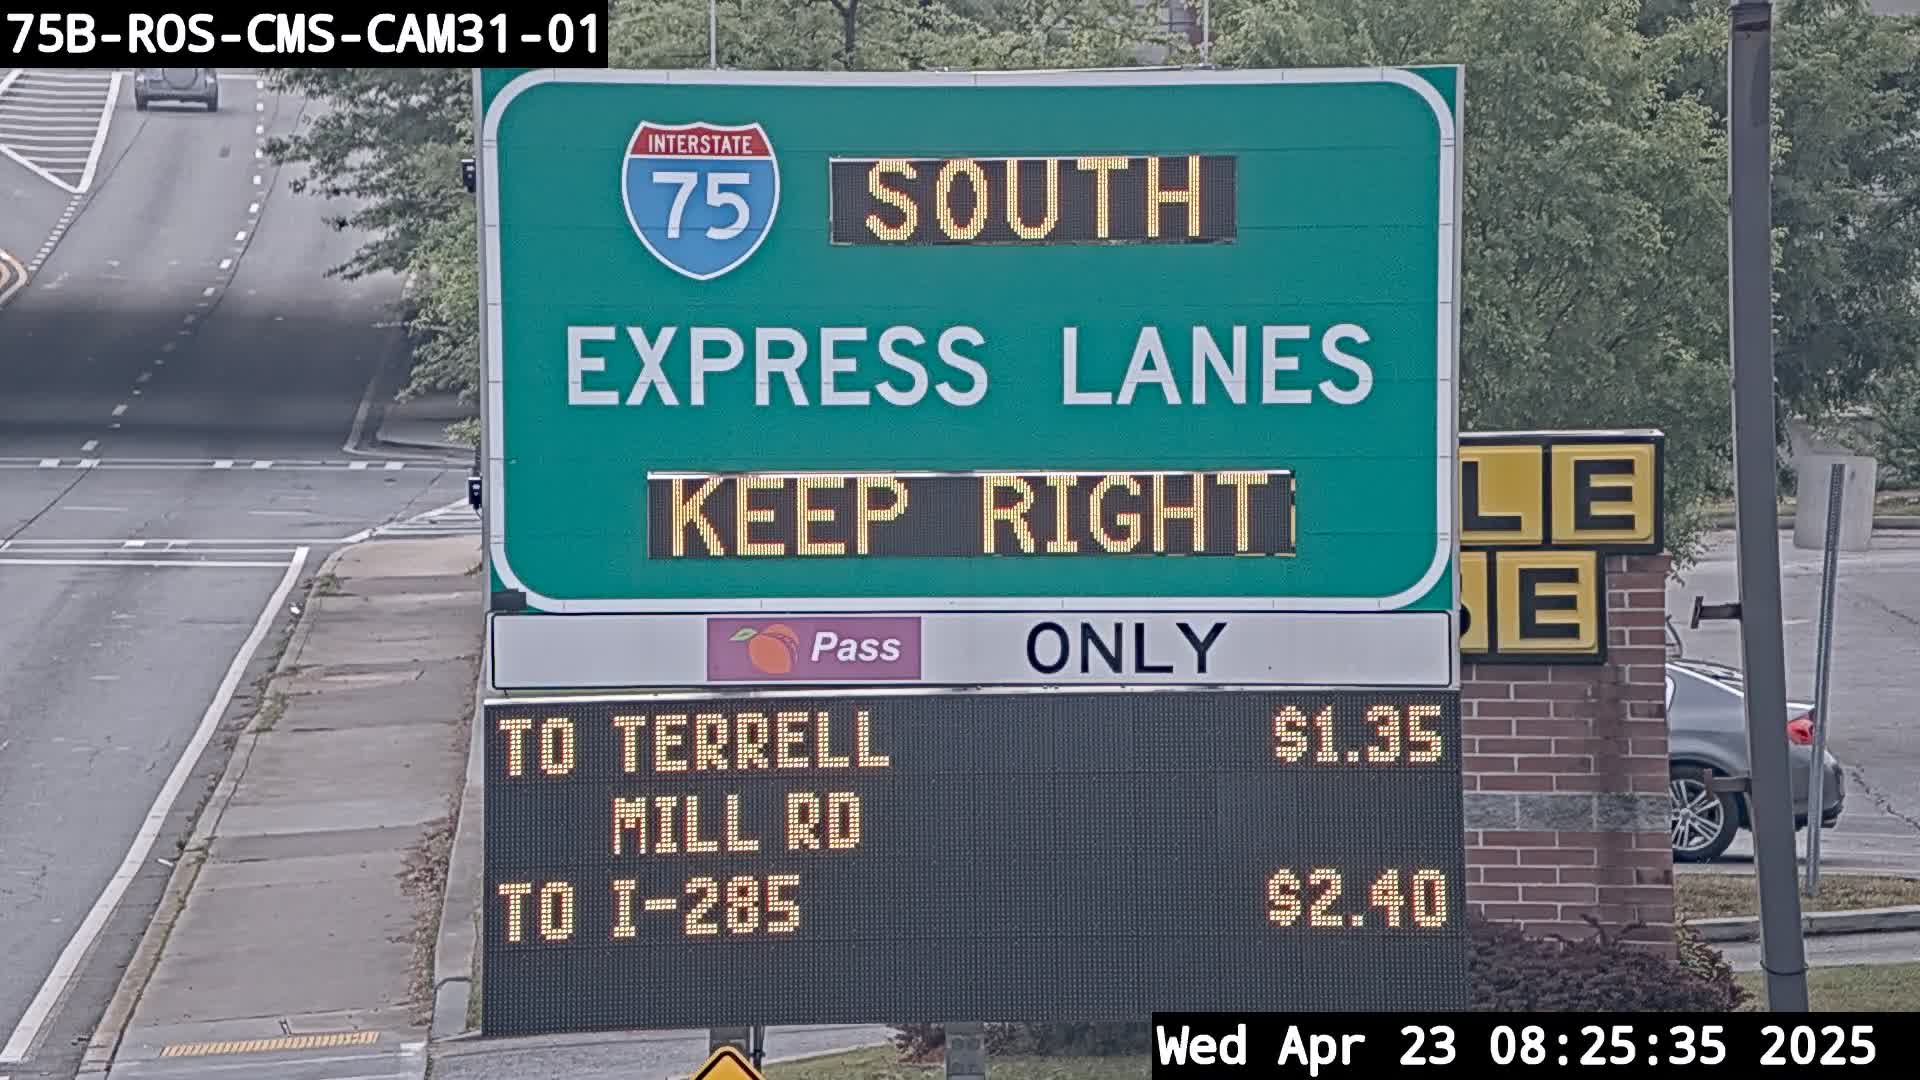 75B-ROS-CMS-CAM31-01
INTERSTATE
75
SOUTH
EXPRESS LANES
KEEP RIGHT
Pass ONLY
TO TERRELL $1.35
MILL RD
TO I-285 $2.40
LE
E
Wed Apr 23 08:25:35 2025